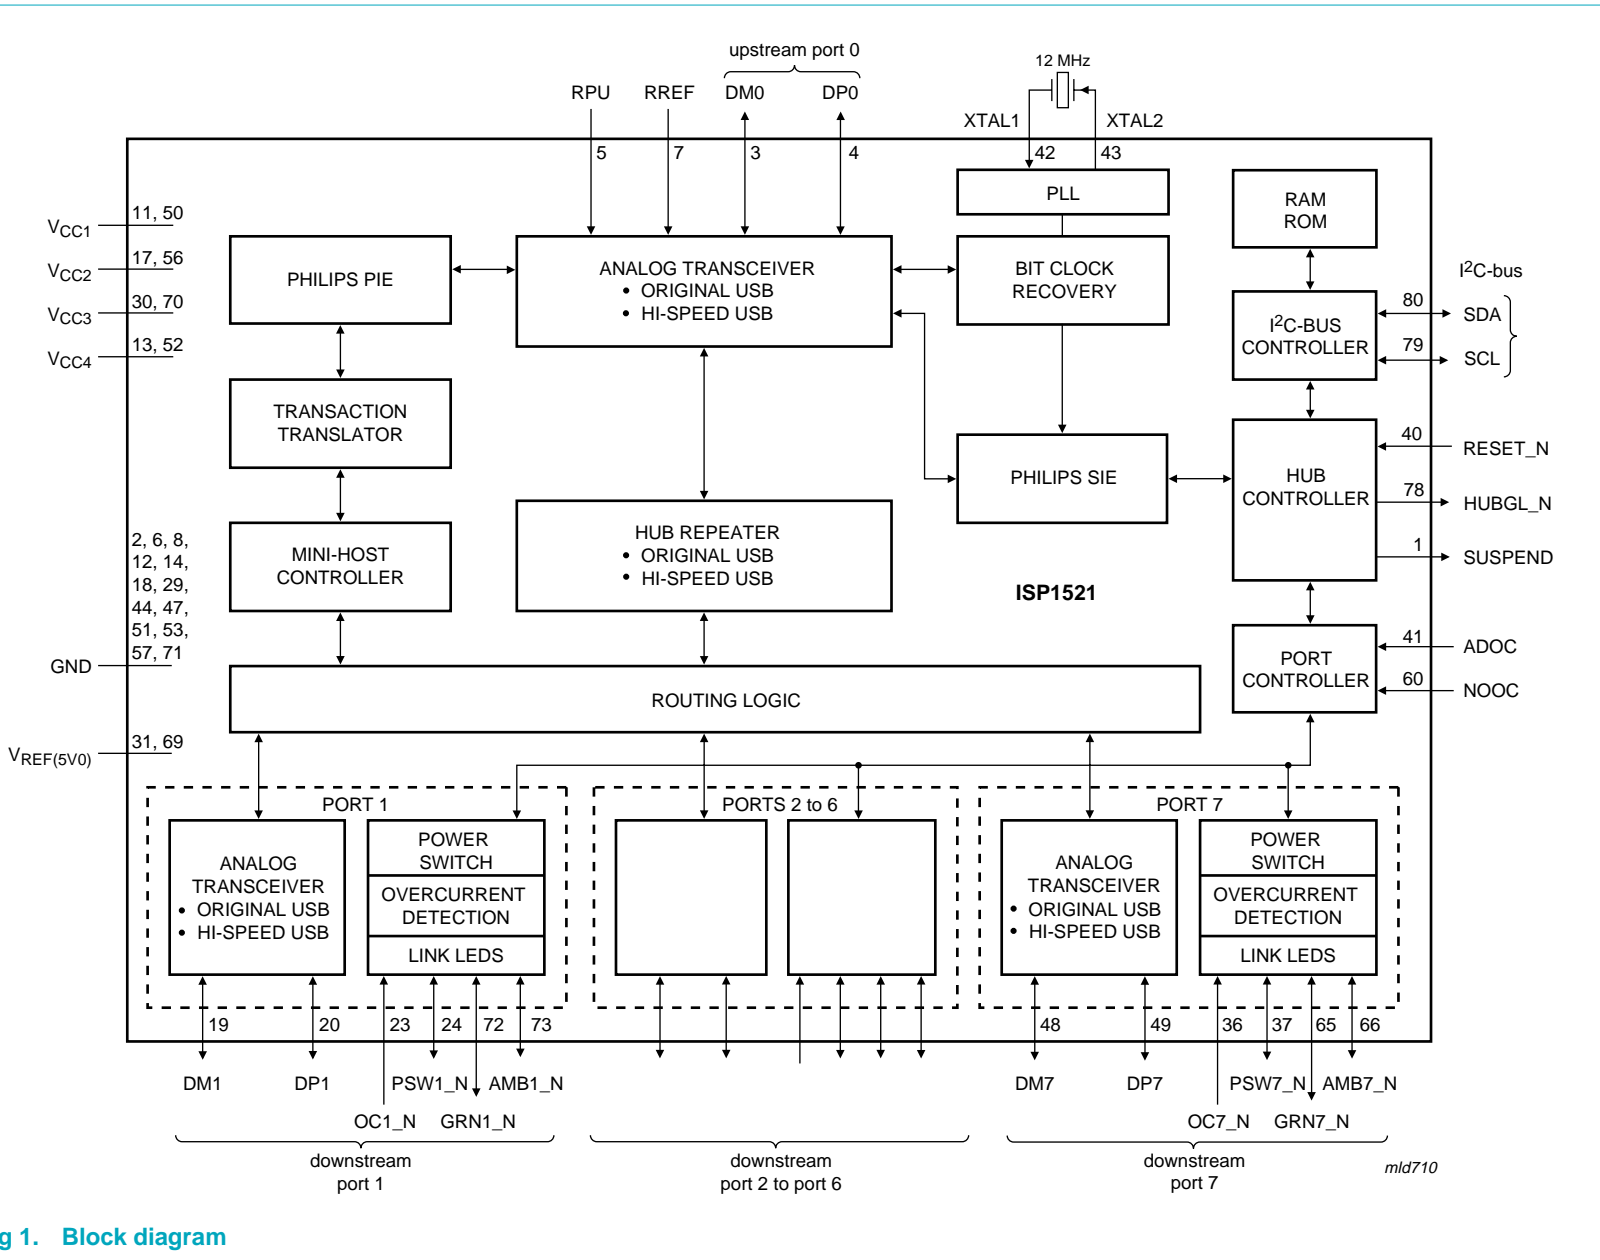 upstream port 0
12 MHz
RPU
RREF
DM0
DP0
XTAL1
XTAL2
5
7
3
4
42
43
PLL
RAM
ROM
VCC1
11, 50
VCC2
17, 56
VCC3
30, 70
VCC4
13, 52
PHILIPS PIE
ANALOG TRANSCEIVER
• ORIGINAL USB
• HI-SPEED USB
BIT CLOCK
RECOVERY
I2C-bus
I2C-BUS
CONTROLLER
80
SDA
79
SCL
TRANSACTION
TRANSLATOR
PHILIPS SIE
HUB
CONTROLLER
40
RESET_N
78
HUBGL_N
1
SUSPEND
MINI-HOST
CONTROLLER
HUB REPEATER
• ORIGINAL USB
• HI-SPEED USB
ISP1521
2, 6, 8,
12, 14,
18, 29,
44, 47,
51, 53,
57, 71
GND
PORT
CONTROLLER
41
ADOC
60
NOOC
ROUTING LOGIC
VREF(5V0)
31, 69
PORT 1
PORTS 2 to 6
PORT 7
ANALOG
TRANSCEIVER
• ORIGINAL USB
• HI-SPEED USB
POWER
SWITCH
OVERCURRENT
DETECTION
LINK LEDS
ANALOG
TRANSCEIVER
• ORIGINAL USB
• HI-SPEED USB
POWER
SWITCH
OVERCURRENT
DETECTION
LINK LEDS
19
20
23
24
72
73
48
49
36
37
65
66
DM1
DP1
PSW1_N
AMB1_N
OC1_N
GRN1_N
DM7
DP7
PSW7_N
AMB7_N
OC7_N
GRN7_N
downstream
port 1
downstream
port 2 to port 6
downstream
port 7
mld710
g 1. Block diagram